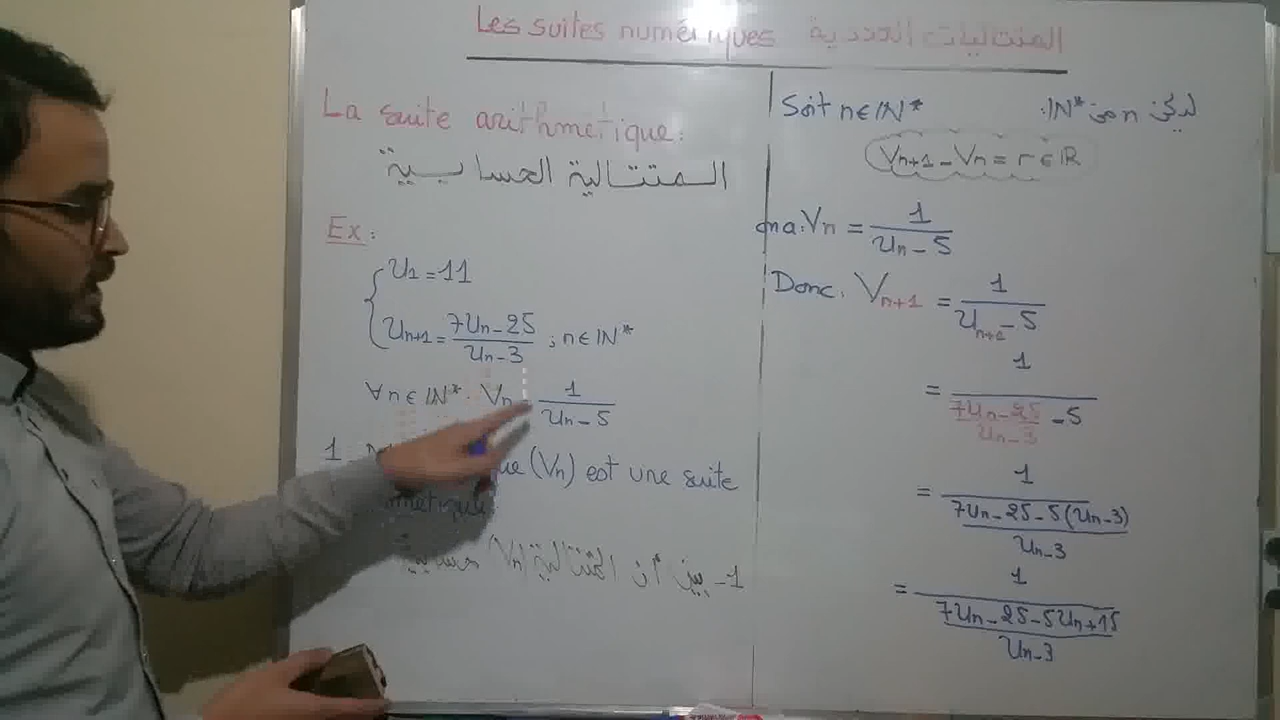 Les suites numériques المتتاليات العددية
La suite arithmétique:
المتتالية الحسابية
Ex:
U1 = 11
Un+1 = 7Un - 25 / Un - 3 ; n ∈ IN*
∀n ∈ IN* Vn = 1 / Un - 5
1 que (Vn) est une suite
1- بين أن المتتالية (Vn) حسابية
Soit n ∈ IN* ليكن n من IN*.
Vn+1 - Vn = r ∈ IR
on a: Vn = 1 / Un - 5
Donc. Vn+1 = 1 / Un+1 - 5
= 1 / 7Un - 25 / Un - 3 - 5
= 1 / 7Un - 25 - 5(Un - 3) / Un - 3
= 1 / 7Un - 25 - 5Un + 15 / Un - 3